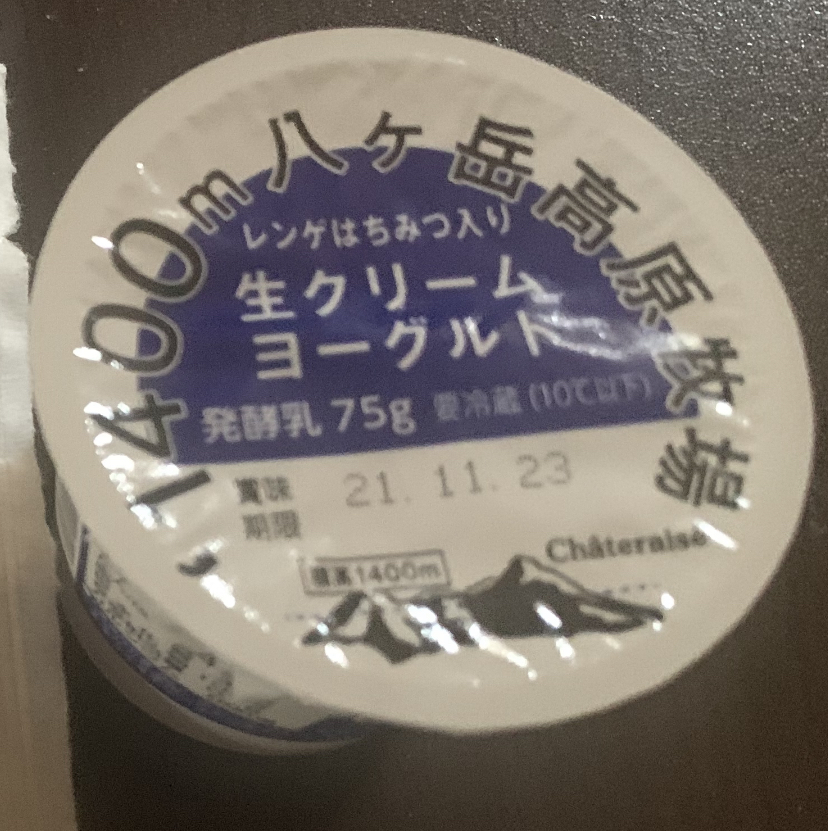 1,400m八ヶ岳高原牧場
レンゲはちみつ入り
生クリーム
ヨーグルト
発酵乳 75g 要冷蔵(10℃以下)
賞味
期限
21.11.23
Châteraisé
標高1400m